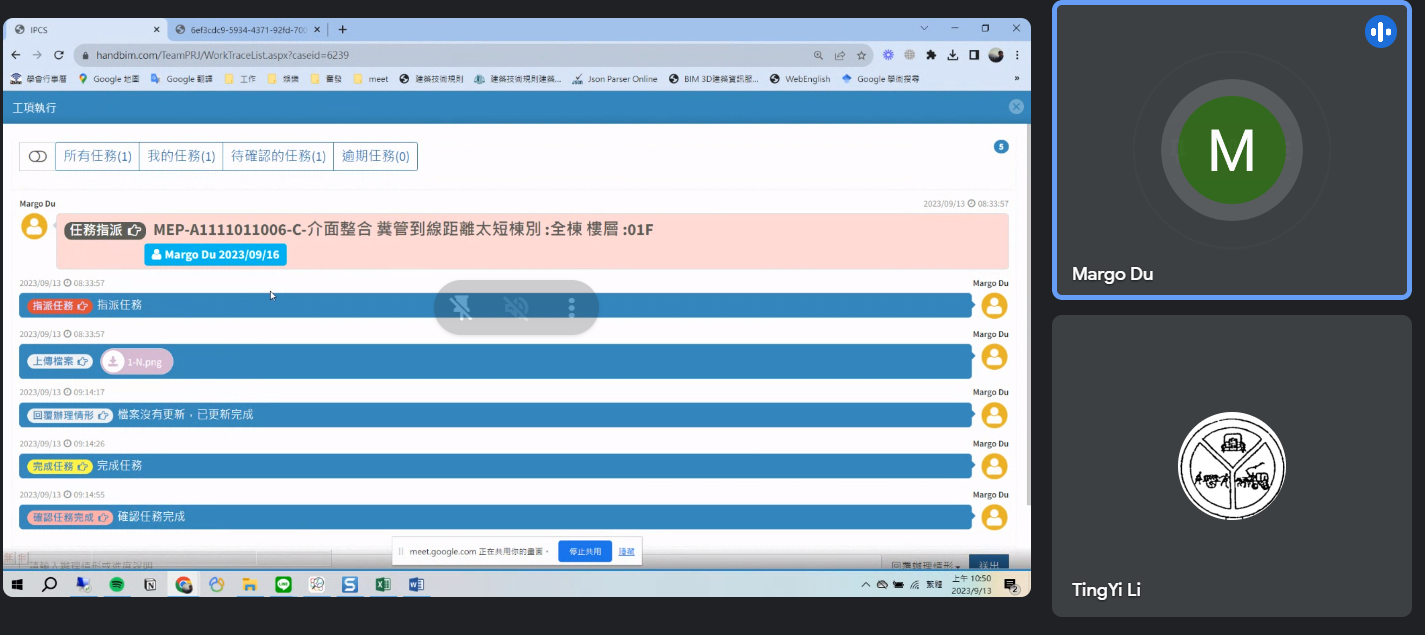 IPCS
6ef3cdc9-5934-4371-92fd-70
handbim.com/TeamPRJ/WorkTraceList.aspx?caseid=6239
學會行事曆 Google 地圖 Google 翻譯 工作 娛樂 meet 建築技術規則 建築技術規則建築... Json Parser Online BIM 3D建築資訊服... WebEnglish Google 學術搜尋 »
工項執行
所有任務(1) 我的任務(1) 待確認的任務(1) 逾期任務(0)
5
Margo Du
2023/09/13 08:33:57
任務指派 MEP-A1111011006-C-介面整合 糞管到線距離太短棟別 :全棟 樓層 :01F
Margo Du 2023/09/16
2023/09/13 08:33:57
Margo Du
指派任務 指派任務
2023/09/13 08:33:57
Margo Du
上傳檔案 1-N.png
2023/09/13 09:14:17
Margo Du
回覆辦理情形 檔案沒有更新，已更新完成
2023/09/13 09:14:26
Margo Du
完成任務 完成任務
2023/09/13 09:14:55
Margo Du
確認任務完成 確認任務完成
meet.google.com 正在共用你的畫面。 停止共用 隱藏
回覆辦理情形 送出
上午 10:50
2023/9/13
2
M
Margo Du
TingYi Li